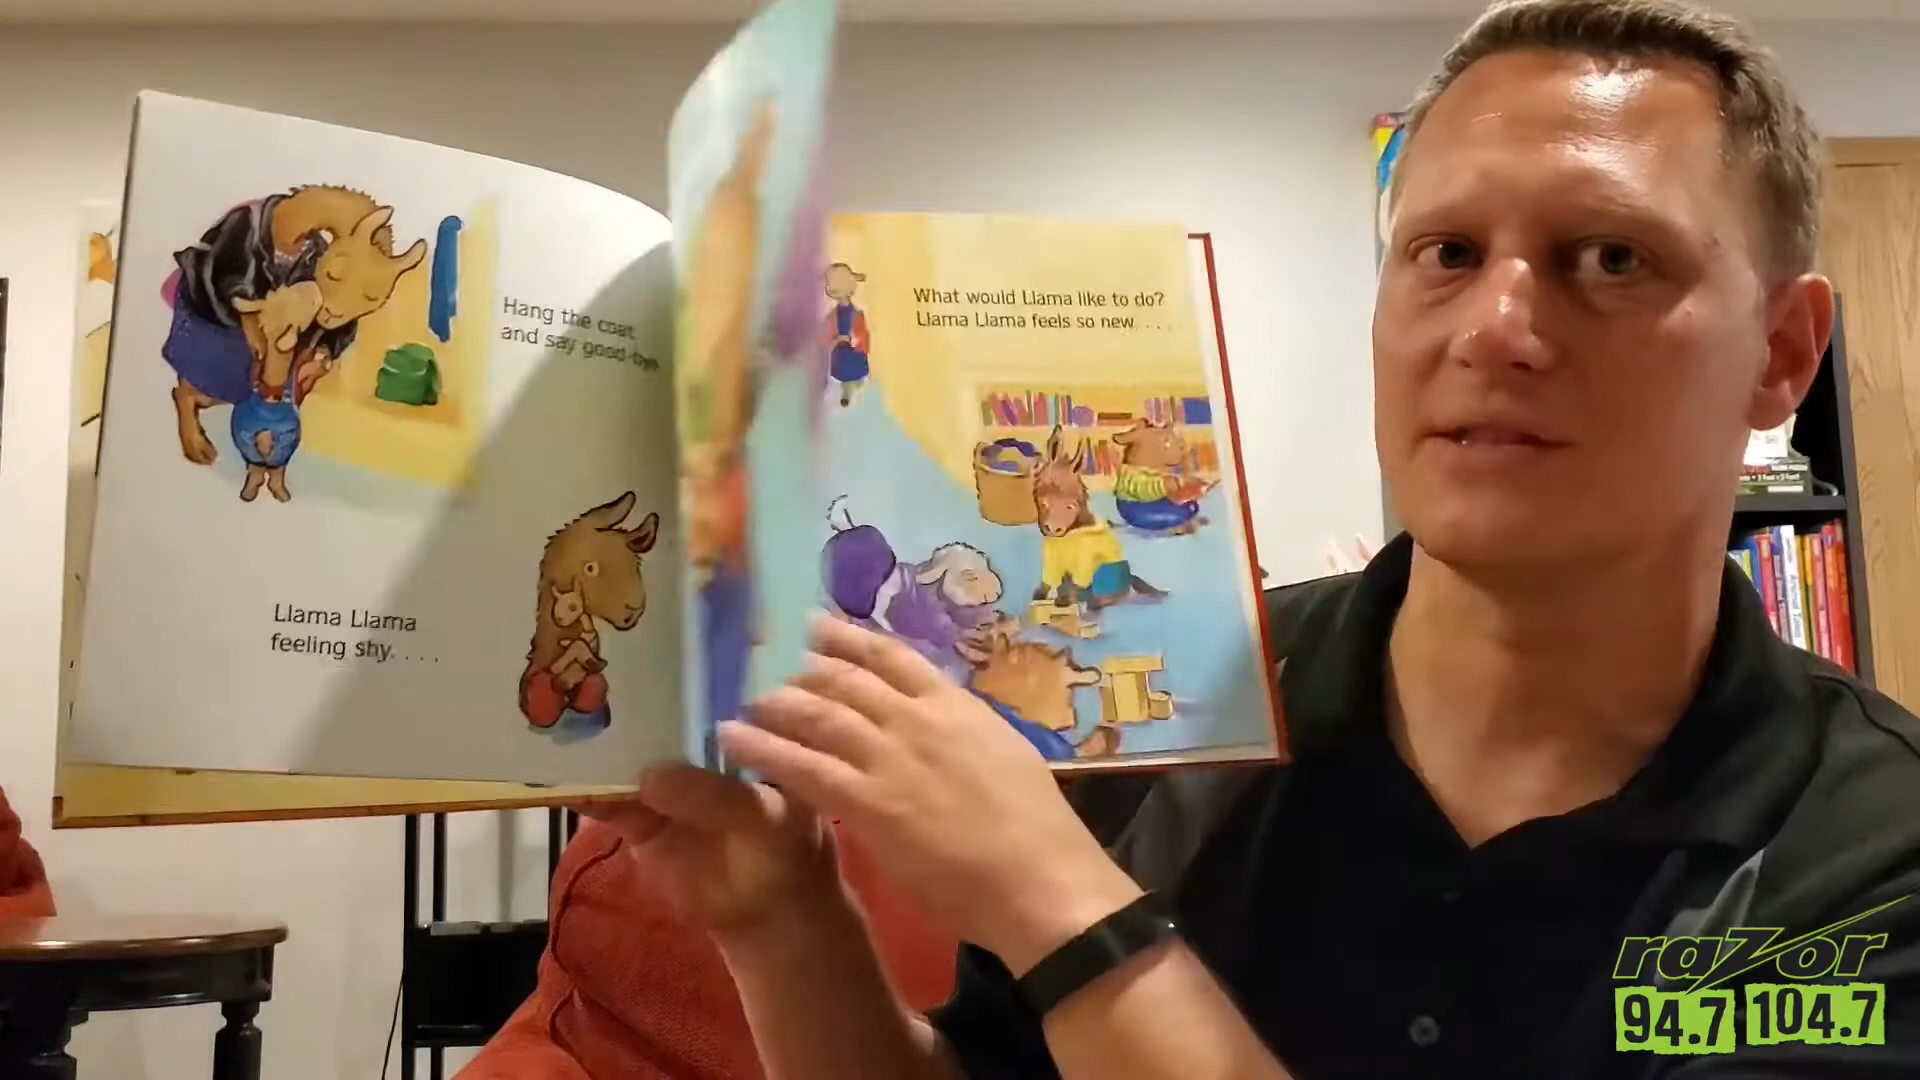 Hang the coat
and say good-bye
Llama Llama
feeling shy. . . .
What would Llama like to do?
Llama Llama feels so new. . . .
razor
94.7 104.7